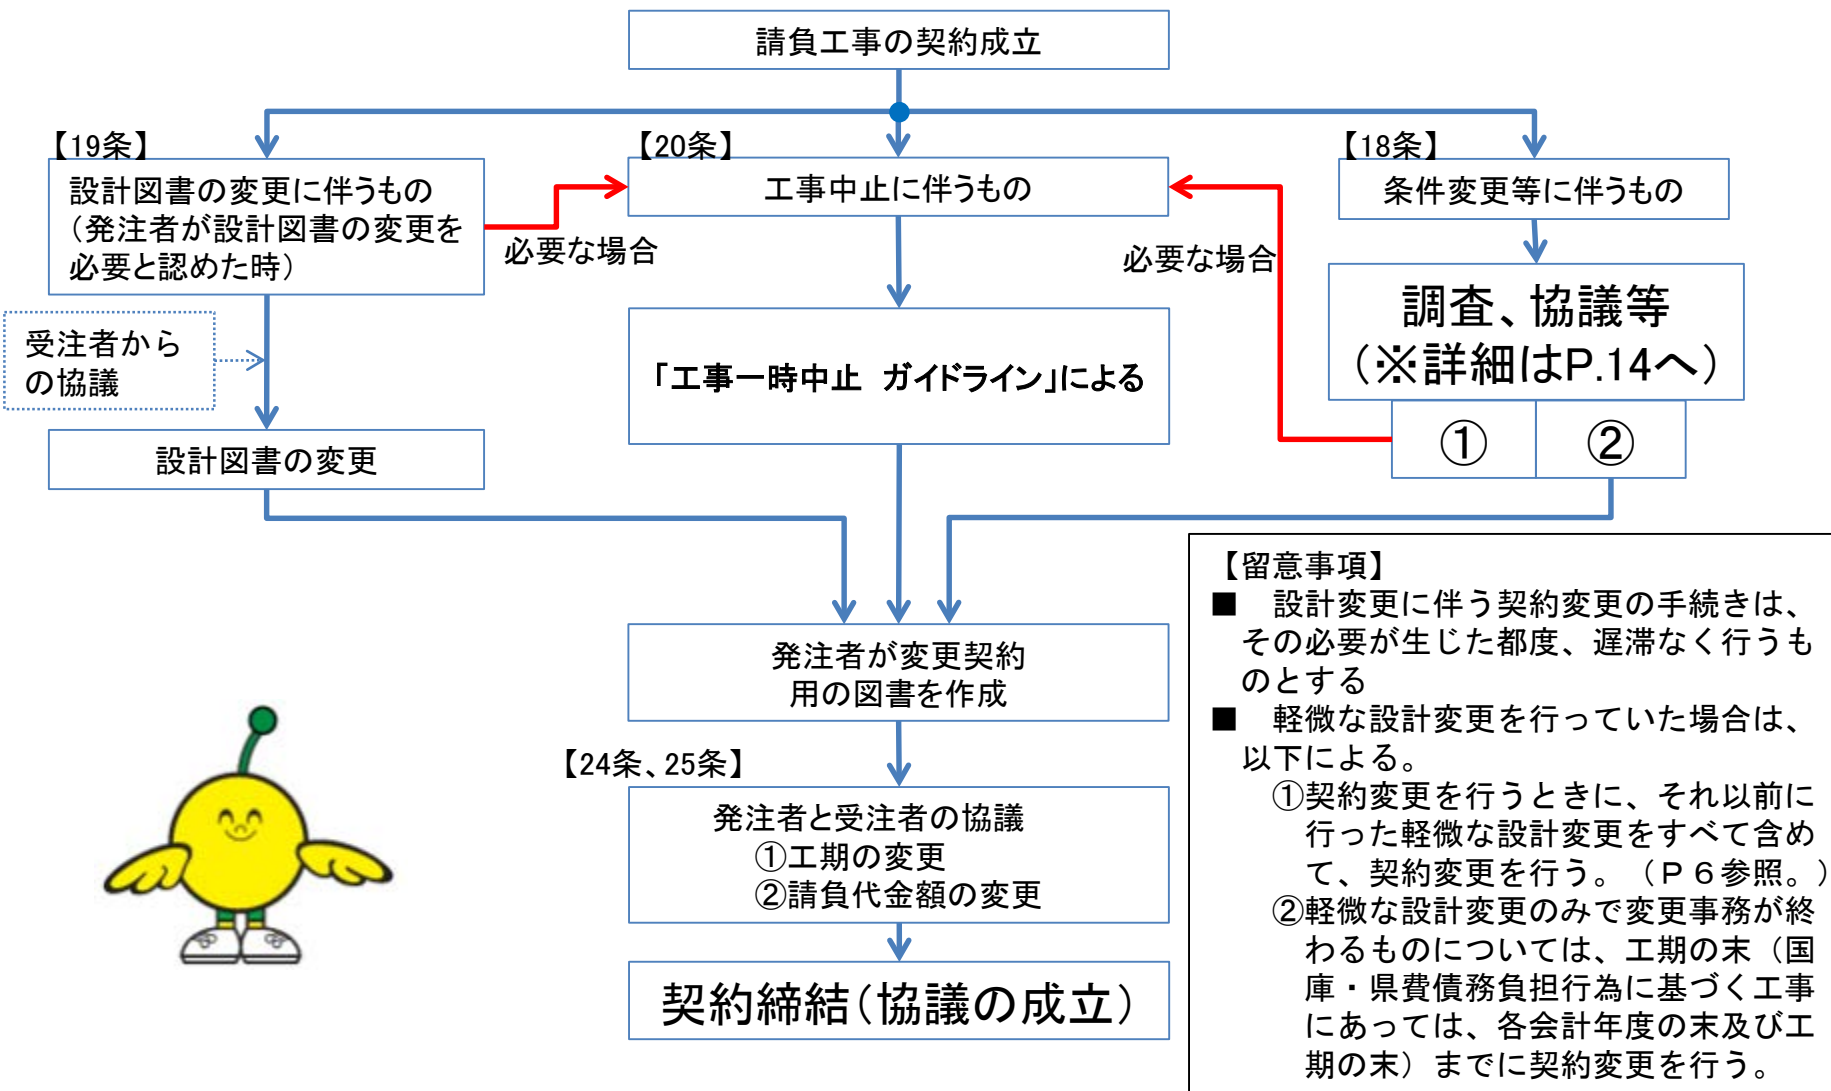 請負工事の契約成立
【19条】
設計図書の変更に伴うもの
（発注者が設計図書の変更を
必要と認めた時）
必要な場合
受注者から
の協議
設計図書の変更
【20条】
工事中止に伴うもの
「工事一時中止　ガイドライン」による
【18条】
条件変更等に伴うもの
必要な場合
調査、協議等
（※詳細はP.14へ）
①
②
発注者が変更契約
用の図書を作成
【24条、25条】
発注者と受注者の協議
①工期の変更
②請負代金額の変更
契約締結（協議の成立）
【留意事項】
■　設計変更に伴う契約変更の手続きは、
その必要が生じた都度、遅滞なく行うも
のとする
■　軽微な設計変更を行っていた場合は、
以下による。
①契約変更を行うときに、それ以前に
行った軽微な設計変更をすべて含め
て、契約変更を行う。（Ｐ６参照。）
②軽微な設計変更のみで変更事務が終
わるものについては、工期の末（国
庫・県費債務負担行為に基づく工事
にあっては、各会計年度の末及び工
期の末）までに契約変更を行う。